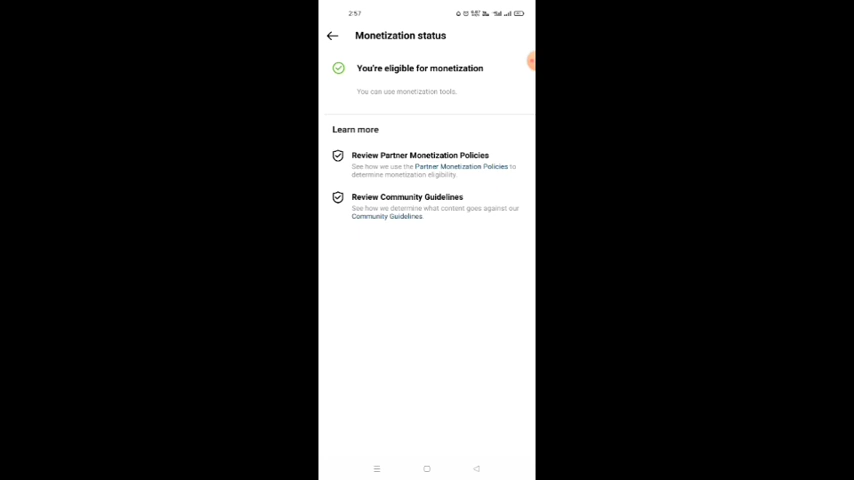 2:57
Monetization status
You're eligible for monetization
You can use monetization tools.
Learn more
Review Partner Monetization Policies
See how we use the Partner Monetization Policies to
determine monetization eligibility.
Review Community Guidelines
See how we determine what content goes against our
Community Guidelines.